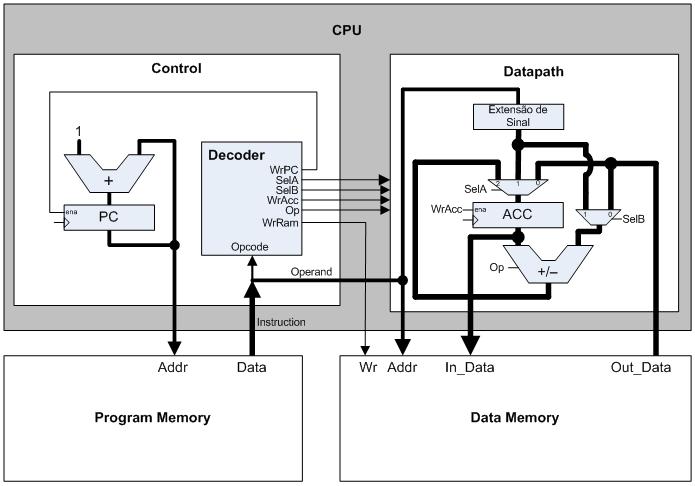 CPU
Control
Datapath
1
+
ena
PC
Decoder
WrPC
SelA
SelB
WrAcc
Op
WrRam
Opcode
Operand
Instruction
Extensão de
Sinal
2 1 0
SelA
WrAcc
ena
ACC
1 0
SelB
Op
+/–
Addr
Data
Wr
Addr
In_Data
Out_Data
Program Memory
Data Memory